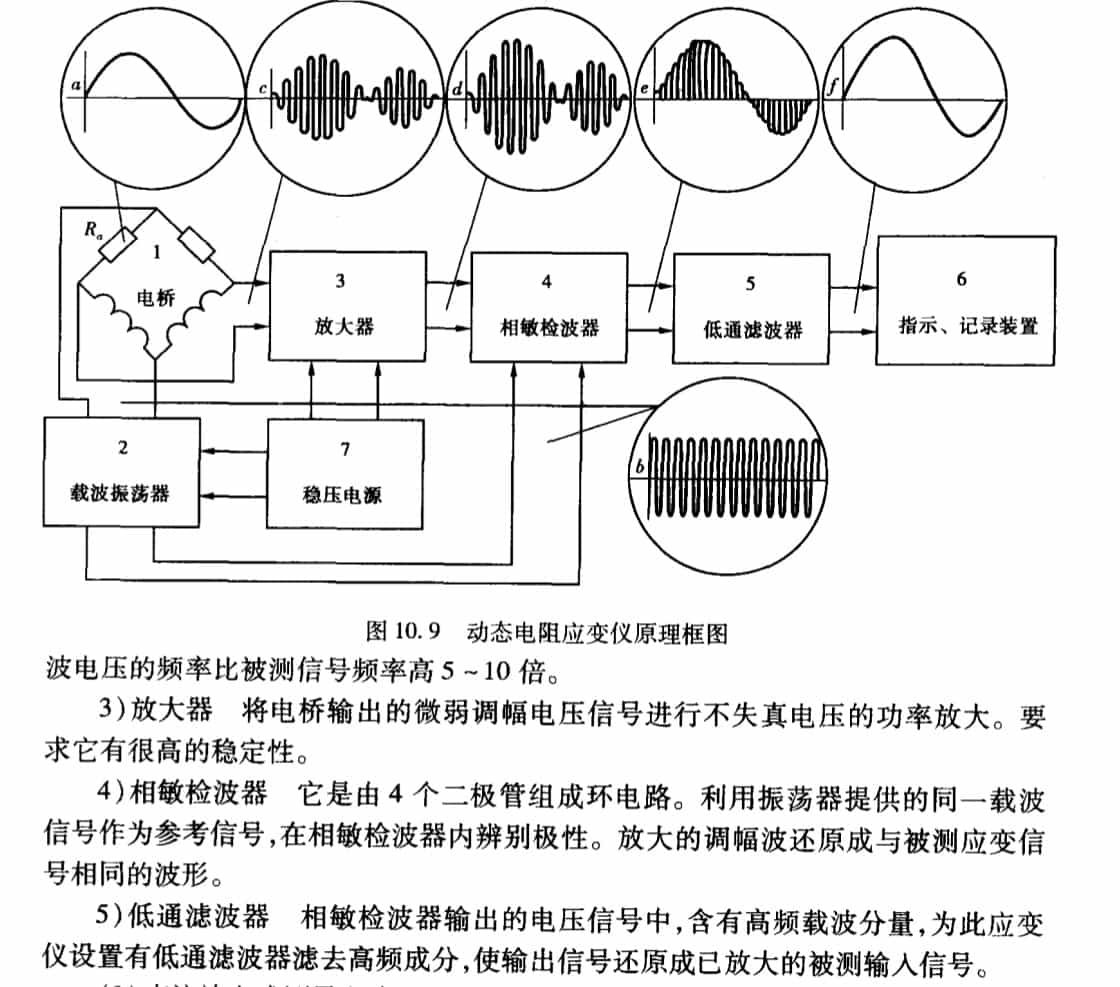 a
c
d
e
f
Rₐ
1
电桥
3
放大器
4
相敏检波器
5
低通滤波器
6
指示、记录装置
2
载波振荡器
7
稳压电源
b
图 10.9 动态电阻应变仪原理框图
波电压的频率比被测信号频率高 5~10 倍。
3)放大器 将电桥输出的微弱调幅电压信号进行不失真电压的功率放大。要
求它有很高的稳定性。
4)相敏检波器 它是由 4 个二极管组成环电路。利用振荡器提供的同一载波
信号作为参考信号,在相敏检波器内辨别极性。放大的调幅波还原成与被测应变信
号相同的波形。
5)低通滤波器 相敏检波器输出的电压信号中,含有高频载波分量,为此应变
仪设置有低通滤波器滤去高频成分,使输出信号还原成已放大的被测输入信号。